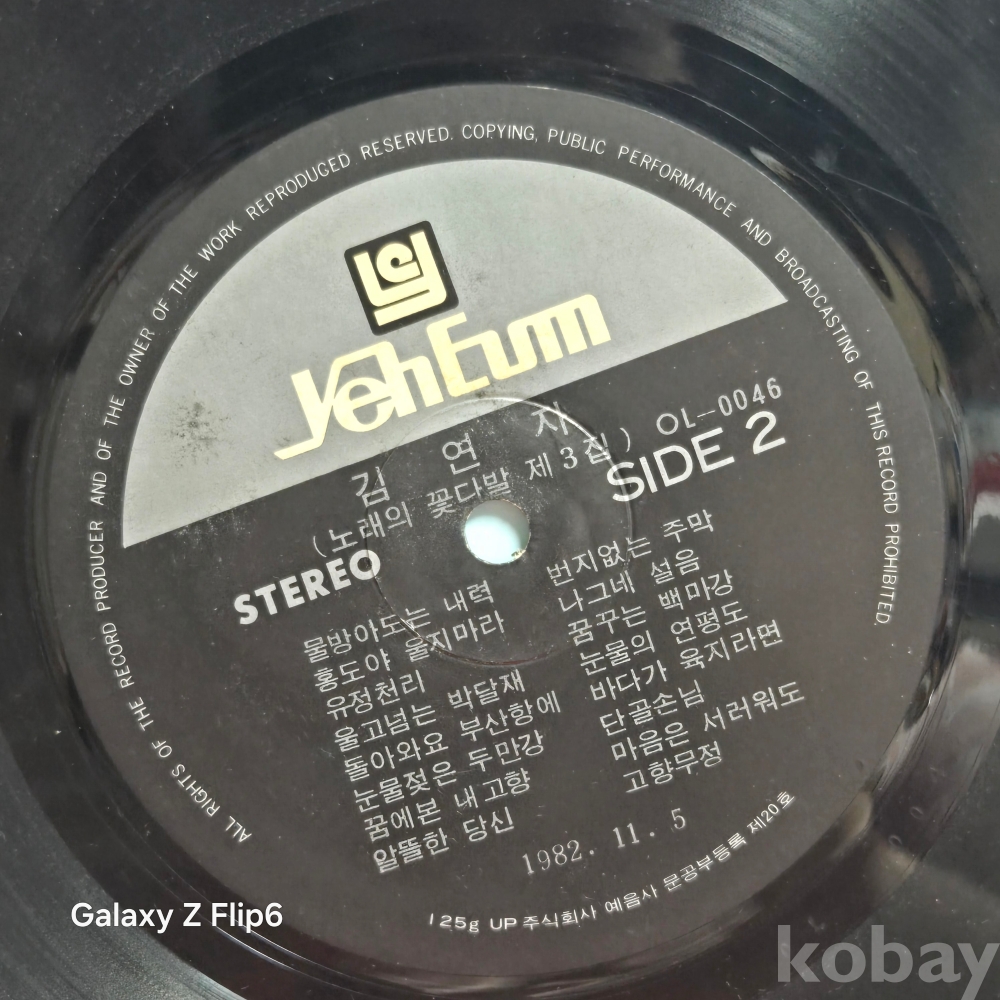 ALL RIGHTS OF THE RECORD PRODUCER AND OF THE OWNER OF THE WORK REPRODUCED RESERVED. COPYING, PUBLIC PERFORMANCE AND BROADCASTING OF THIS RECORD PROHIBITED.
YehEum
김 연 자
OL-0046
(노래의 꽃다발 제3집)
SIDE 2
STEREO
물방아도는 내력
홍도야 울지마라
유정천리
울고넘는 박달재
돌아와요 부산항에
눈물젖은 두만강
꿈에본 내고향
알뜰한 당신
번지없는 주막
나그네 설음
꿈꾸는 백마강
눈물의 연평도
바다가 육지라면
단골손님
마음은 서러워도
고향무정
1982. 11. 5
125g UP 주식회사 예음사 문공부등록 제20호
Galaxy Z Flip6
kobay